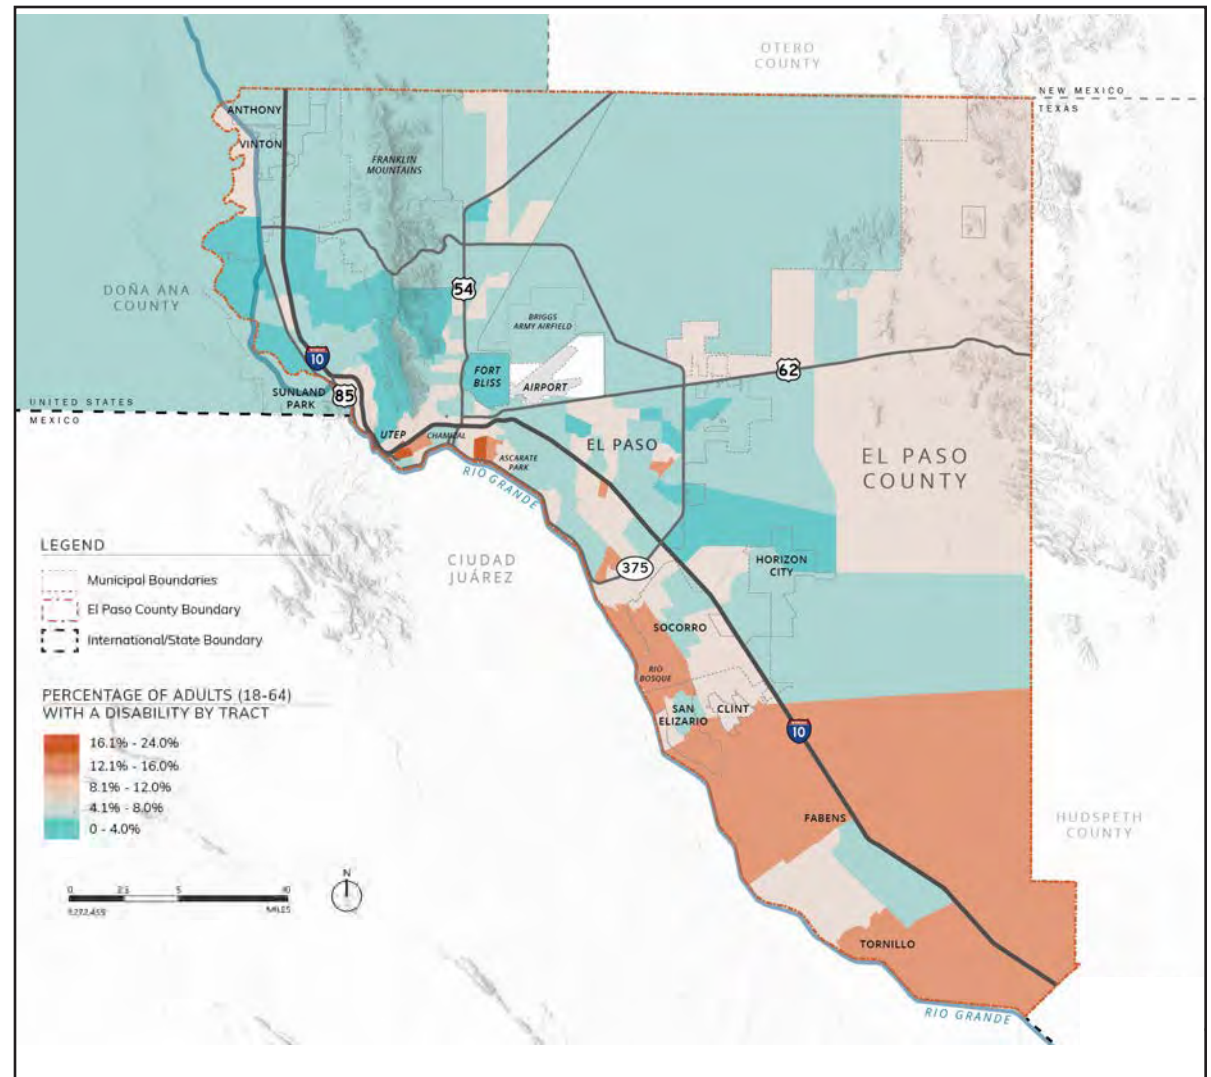 OTERO
COUNTY
NEW MEXICO
TEXAS
ANTHONY
VINTON
FRANKLIN
MOUNTAINS
DOÑA ANA
COUNTY
54
BRIGGS
ARMY AIRFIELD
10
FORT
BLISS
AIRPORT
62
UNITED STATES
MEXICO
SUNLAND
PARK
85
UTEP
CHAMIZAL
ASCARATE
PARK
EL PASO
EL PASO
COUNTY
RIO GRANDE
CIUDAD
JUÁREZ
375
HORIZON
CITY
SOCORRO
RIO
BOSQUE
SAN
ELIZARIO
CLINT
10
FABENS
HUDSPETH
COUNTY
TORNILLO
RIO GRANDE
LEGEND
Municipal Boundaries
El Paso County Boundary
International/State Boundary
PERCENTAGE OF ADULTS (18-64)
WITH A DISABILITY BY TRACT
16.1% - 24.0%
12.1% - 16.0%
8.1% - 12.0%
4.1% - 8.0%
0 - 4.0%
0 2.5 5 10
MILES
N